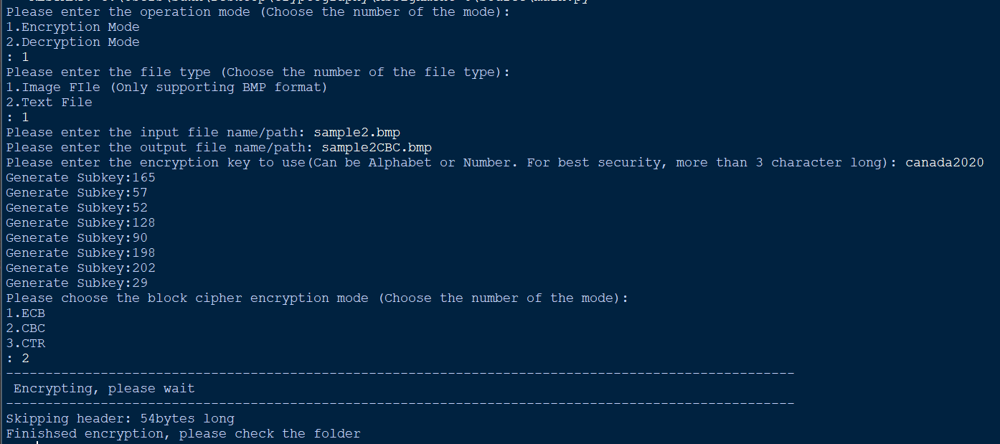 Please enter the operation mode (Choose the number of the mode):
1.Encryption Mode
2.Decryption Mode
: 1
Please enter the file type (Choose the number of the file type):
1.Image FIle (Only supporting BMP format)
2.Text File
: 1
Please enter the input file name/path: sample2.bmp
Please enter the output file name/path: sample2CBC.bmp
Please enter the encryption key to use(Can be Alphabet or Number. For best security, more than 3 character long): canada2020
Generate Subkey:165
Generate Subkey:57
Generate Subkey:52
Generate Subkey:128
Generate Subkey:90
Generate Subkey:198
Generate Subkey:202
Generate Subkey:29
Please choose the block cipher encryption mode (Choose the number of the mode):
1.ECB
2.CBC
3.CTR
: 2
----------------------------------------------------------------------------------------------------
Encrypting, please wait
----------------------------------------------------------------------------------------------------
Skipping header: 54bytes long
Finishsed encryption, please check the folder